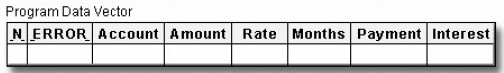 Program Data Vector
_N_ _ERROR_ Account Amount Rate Months Payment Interest